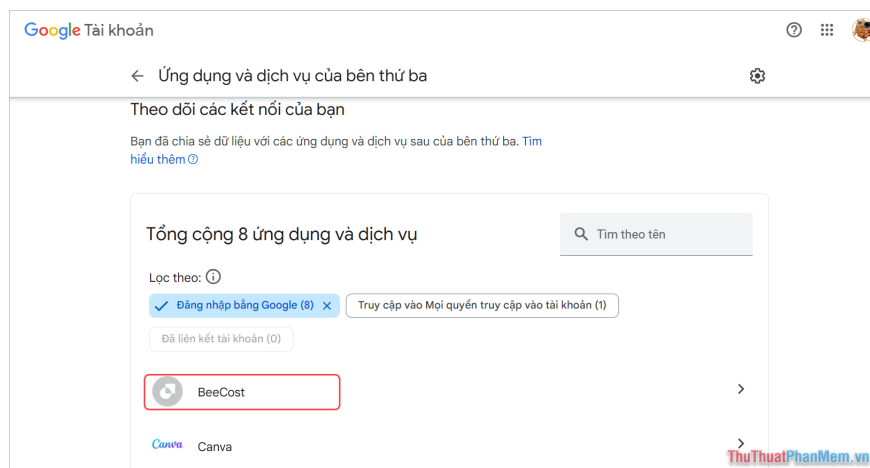 Google Tài khoản
Ứng dụng và dịch vụ của bên thứ ba
Theo dõi các kết nối của bạn
Bạn đã chia sẻ dữ liệu với các ứng dụng và dịch vụ sau của bên thứ ba. Tìm
hiểu thêm
Tổng cộng 8 ứng dụng và dịch vụ
Tìm theo tên
Lọc theo:
Đăng nhập bằng Google (8)
Truy cập vào Mọi quyền truy cập vào tài khoản (1)
Đã liên kết tài khoản (0)
BeeCost
Canva Canva
ThuThuatPhanMem.vn